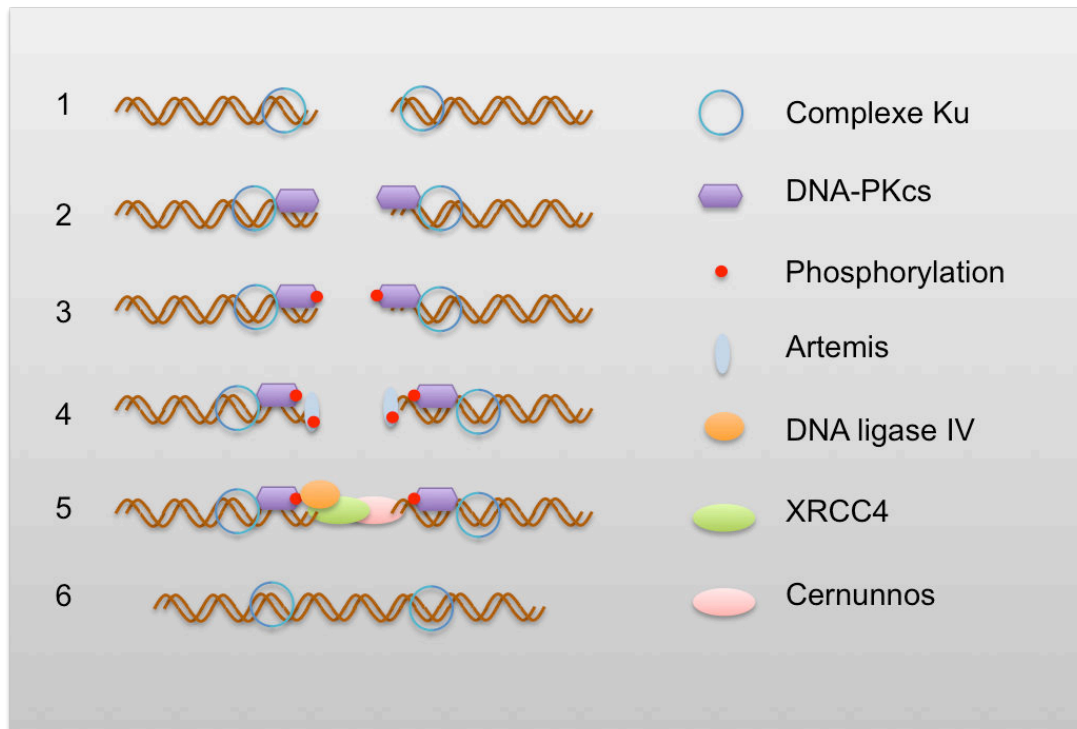 1
Complexe Ku
2
DNA-PKcs
3
Phosphorylation
Artemis
4
DNA ligase IV
5
XRCC4
6
Cernunnos